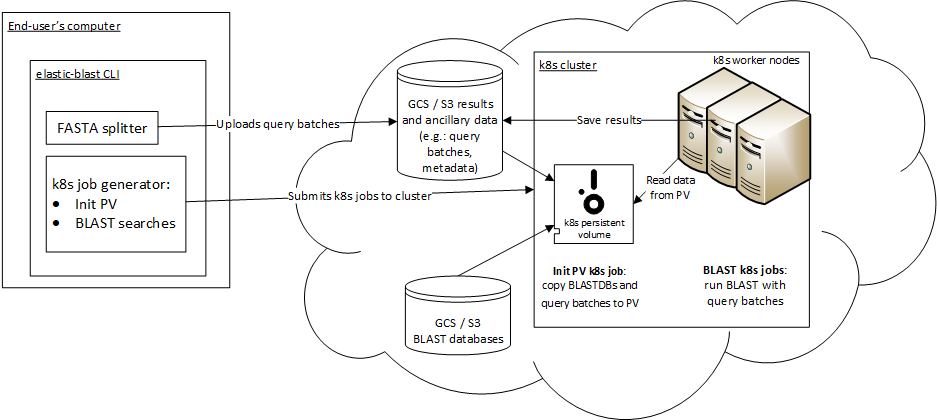 End-user's computer
elastic-blast CLI
FASTA splitter
k8s job generator:
• Init PV
• BLAST searches
Uploads query batches
Submits k8s jobs to cluster
GCS / S3 results
and ancillary data
(e.g.: query
batches,
metadata)
GCS / S3
BLAST databases
k8s cluster
k8s worker nodes
Save results
Read data
from PV
k8s persistent
volume
Init PV k8s job:
copy BLASTDBs and
query batches to PV
BLAST k8s jobs:
run BLAST with
query batches